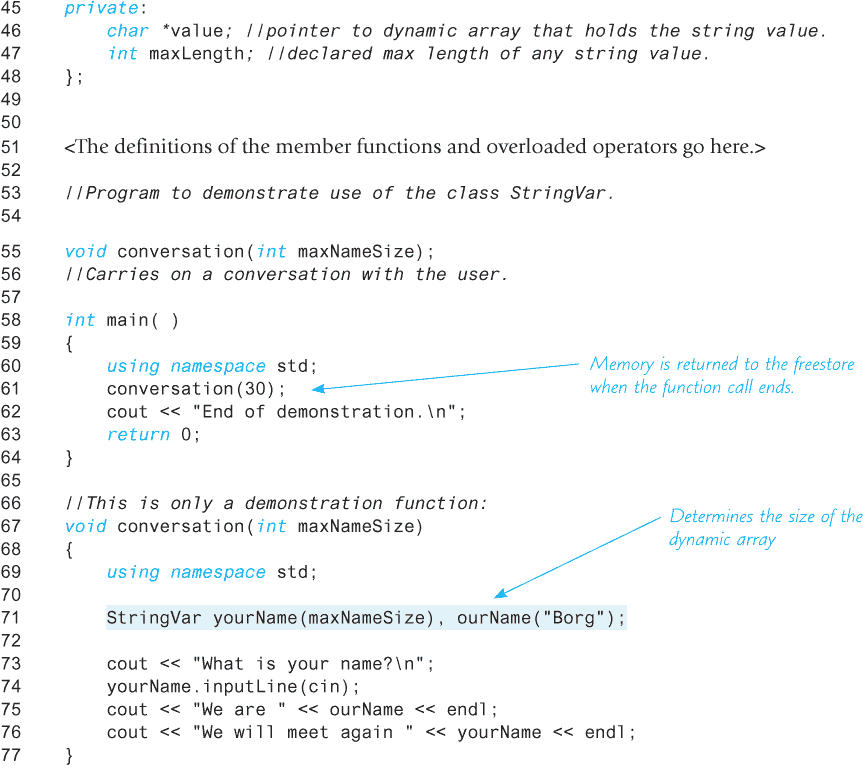 45 private:
46 char *value; //pointer to dynamic array that holds the string value.
47 int maxLength; //declared max length of any string value.
48 };
49
50
51 <The definitions of the member functions and overloaded operators go here.>
52
53 //Program to demonstrate use of the class StringVar.
54
55 void conversation(int maxNameSize);
56 //Carries on a conversation with the user.
57
58 int main( )
59 {
60 using namespace std;
61 conversation(30);
Memory is returned to the freestore
when the function call ends.
62 cout << "End of demonstration.\n";
63 return 0;
64 }
65
66 //This is only a demonstration function:
67 void conversation(int maxNameSize)
Determines the size of the
dynamic array
68 {
69 using namespace std;
70
71 StringVar yourName(maxNameSize), ourName("Borg");
72
73 cout << "What is your name?\n";
74 yourName.inputLine(cin);
75 cout << "We are " << ourName << endl;
76 cout << "We will meet again " << yourName << endl;
77 }